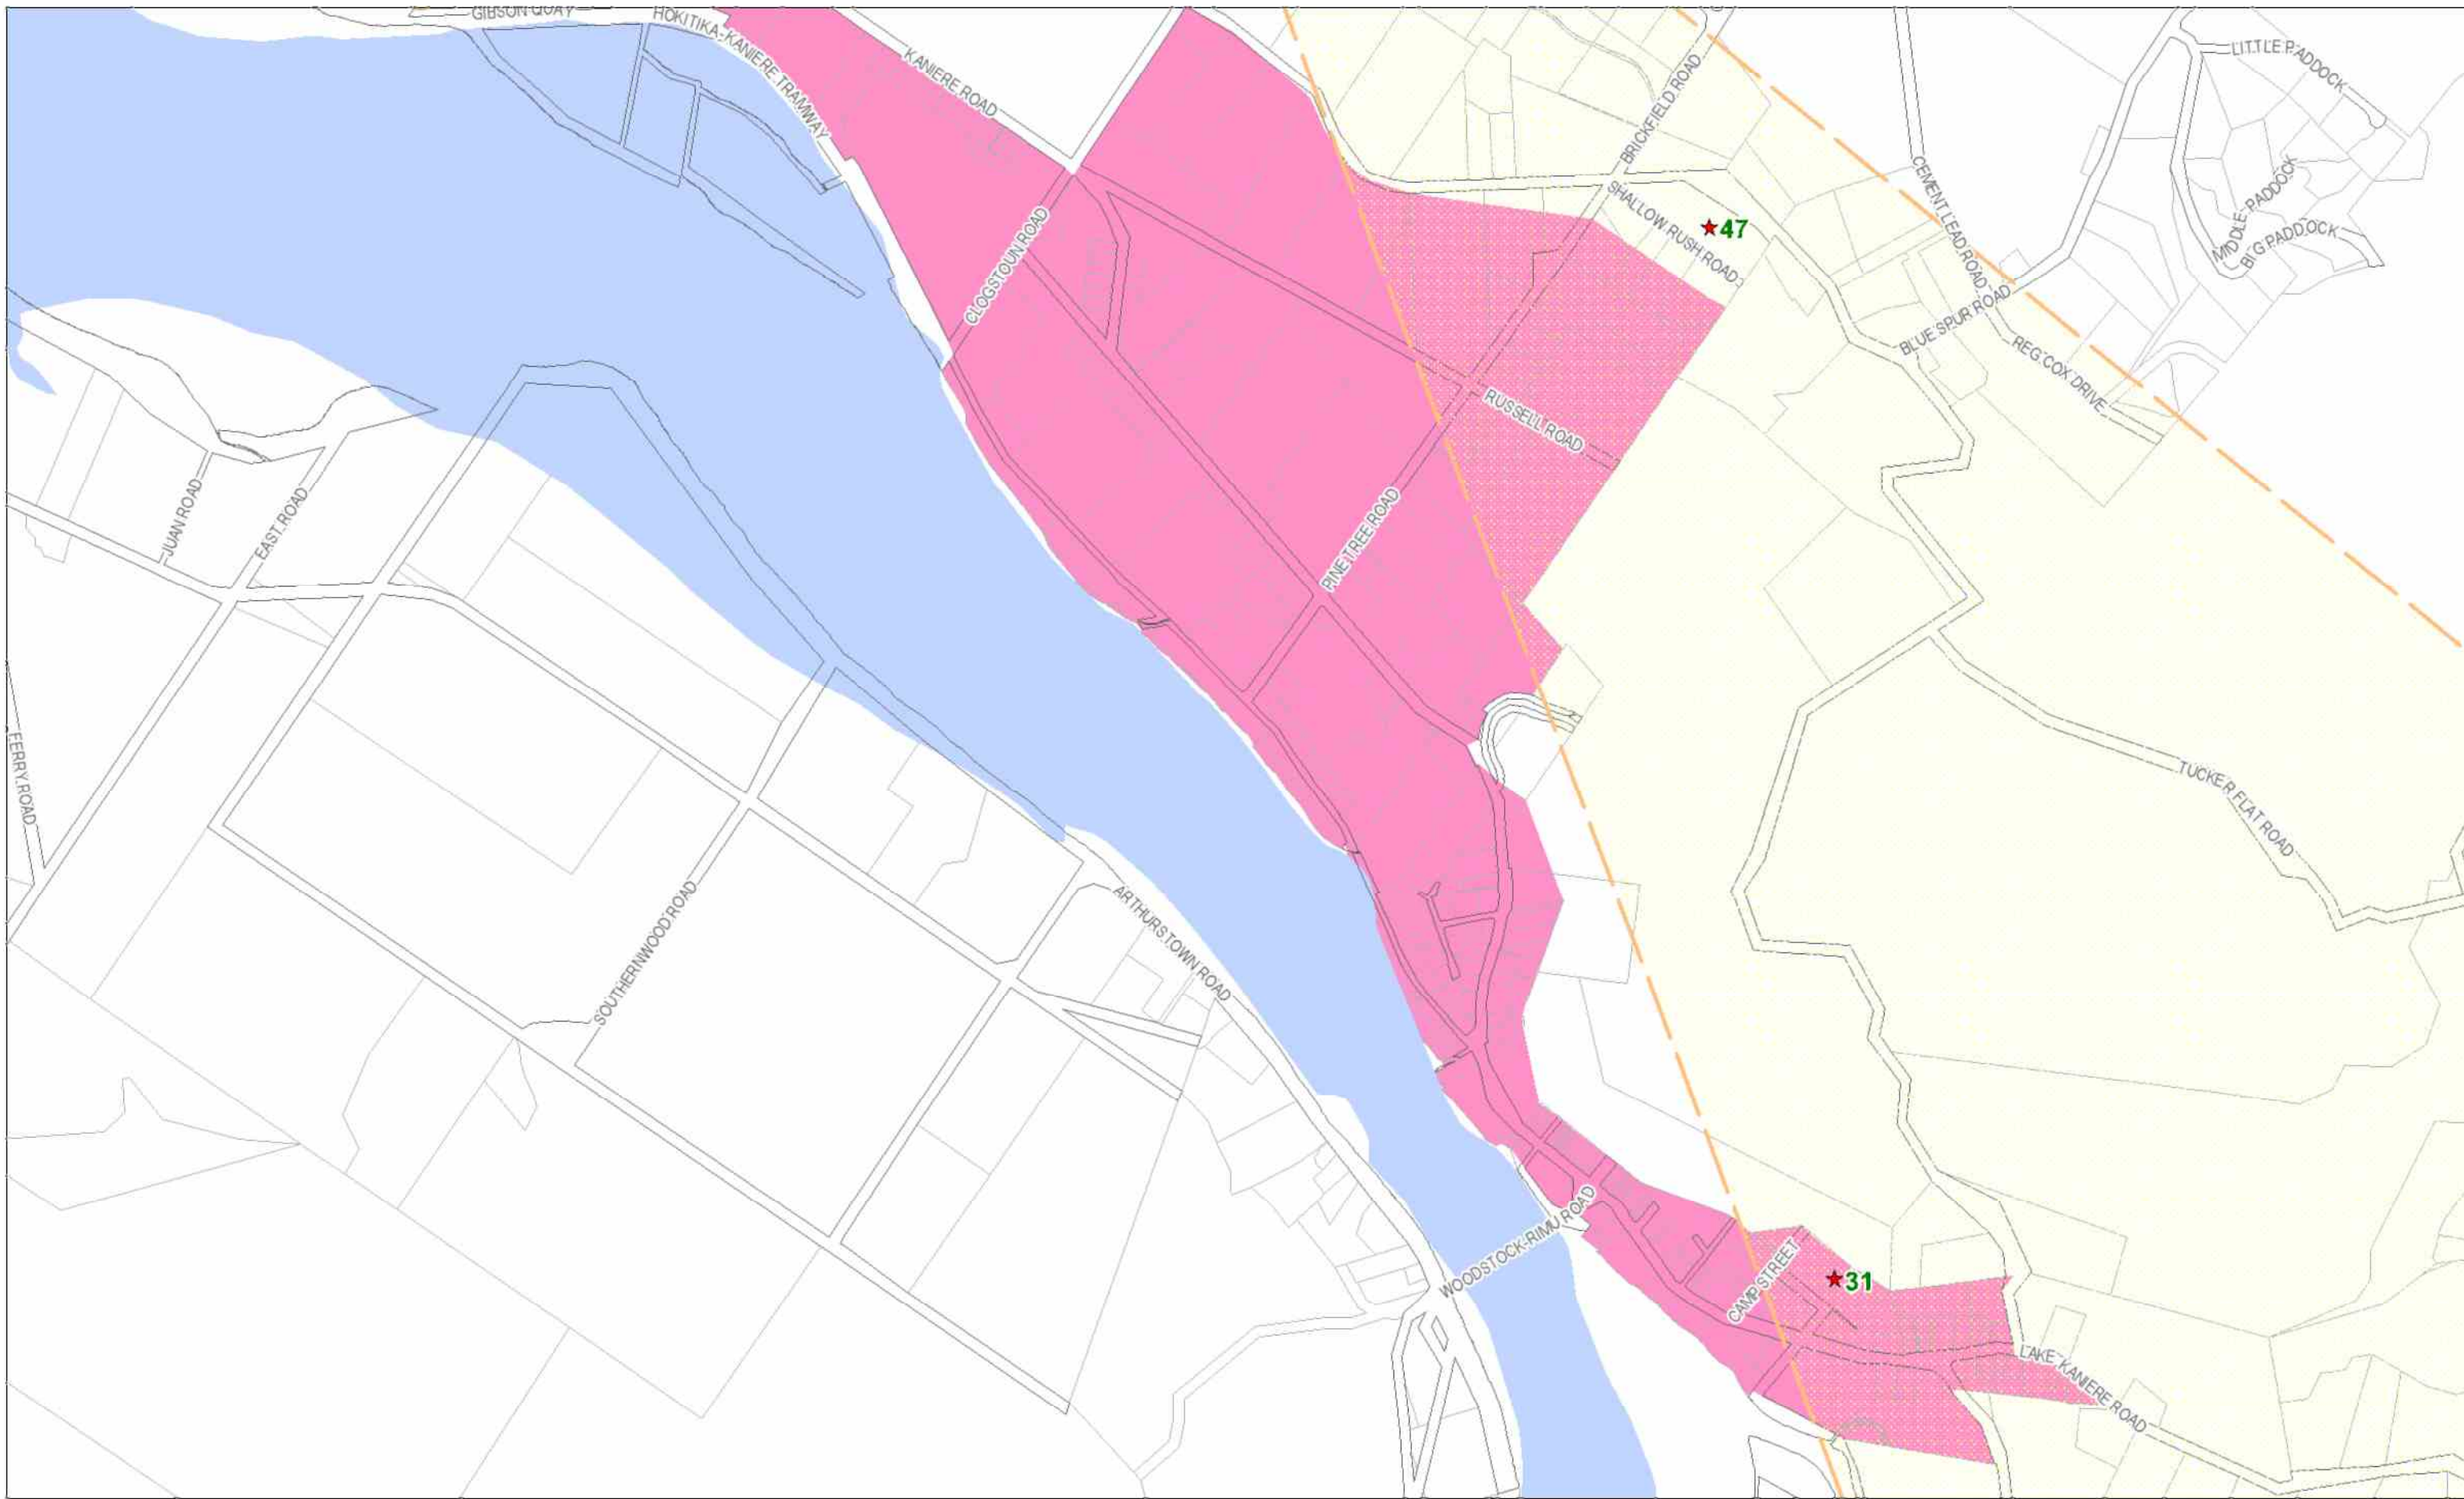 GIBSON QUAY
HOKITIKA-KANIERE TRAMWAY
KANIERE ROAD
BRICKFIELD ROAD
LITTLE PADDOCK
CEMENT LEAD ROAD
MIDDLE PADDOCK
BIG PADDOCK
SHALLOW RUSH ROAD
47
CLOGSTOUN ROAD
BLUE SPUR ROAD
REG COX DRIVE
RUSSELL ROAD
JUAN ROAD
EAST ROAD
PINE TREE ROAD
FERRY ROAD
TUCKER FLAT ROAD
SOUTHERNWOOD ROAD
ARTHURSTOWN ROAD
WOODSTOCK-RIMU ROAD
CAMP STREET
31
LAKE KANIERE ROAD